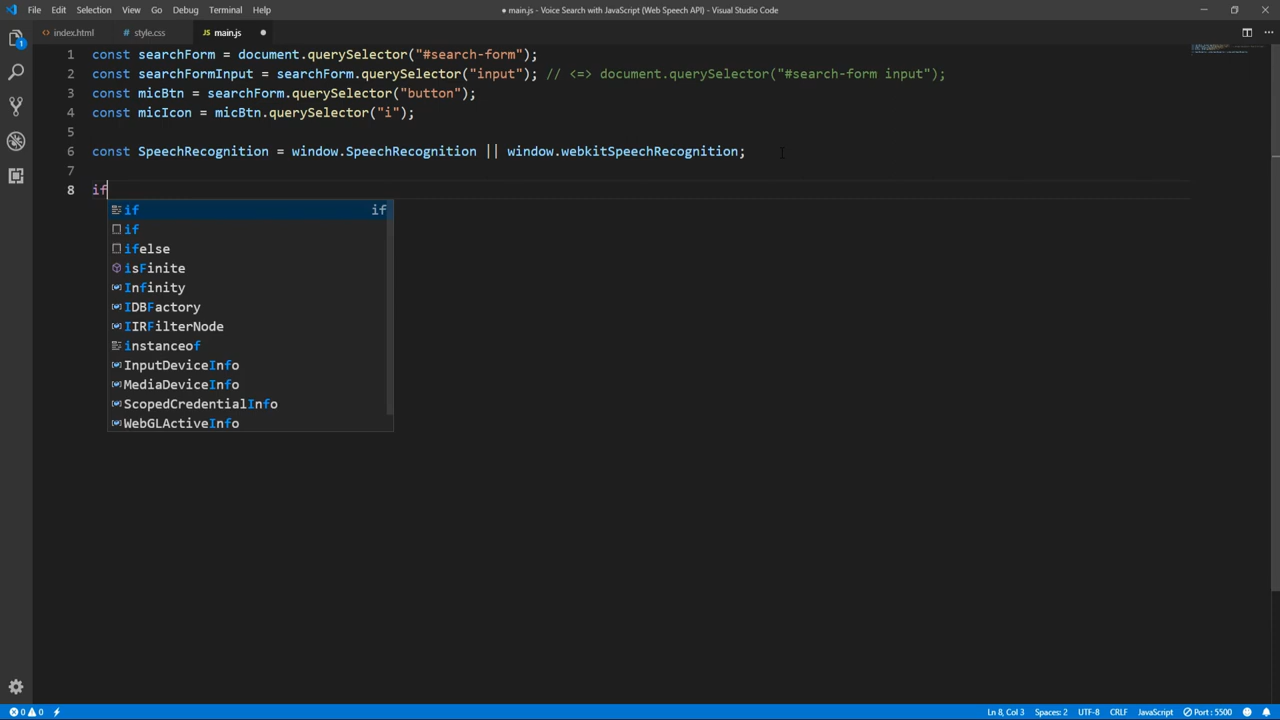 File Edit Selection View Go Debug Terminal Help
● main.js - Voice Search with JavaScript (Web Speech API) - Visual Studio Code
index.html style.css JS main.js
1 const searchForm = document.querySelector("#search-form");
2 const searchFormInput = searchForm.querySelector("input"); // <=> document.querySelector("#search-form input");
3 const micBtn = searchForm.querySelector("button");
4 const micIcon = micBtn.querySelector("i");
5
6 const SpeechRecognition = window.SpeechRecognition || window.webkitSpeechRecognition;
7
8 if
if if
if
ifelse
isFinite
Infinity
IDBFactory
IIRFilterNode
instanceof
InputDeviceInfo
MediaDeviceInfo
ScopedCredentialInfo
WebGLActiveInfo
1
0 0 Ln 8, Col 3 Spaces: 2 UTF-8 CRLF JavaScript Port : 5500